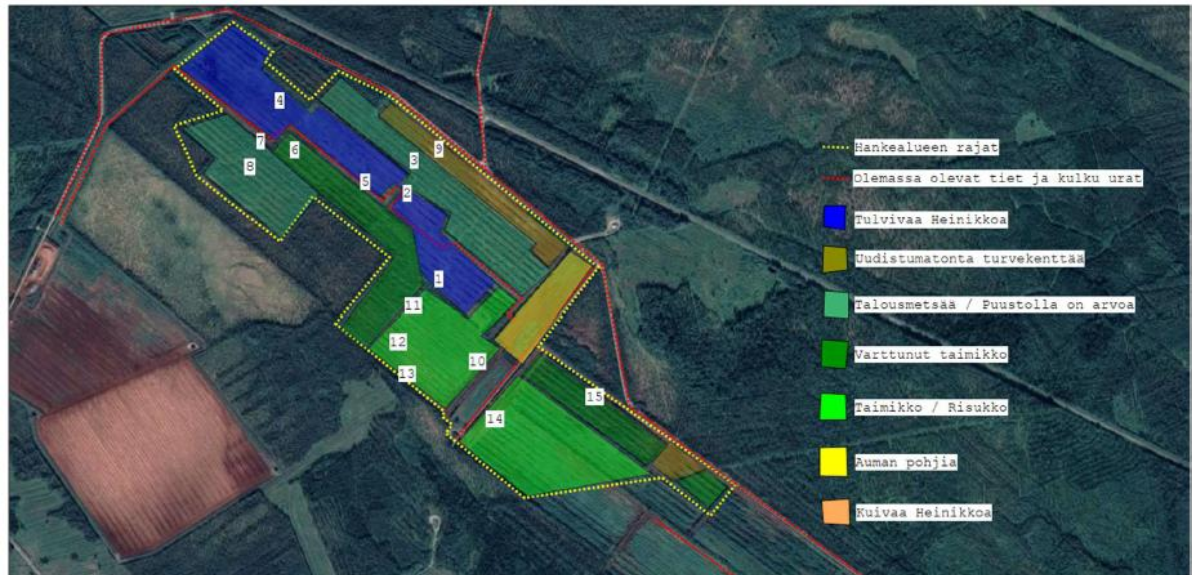 4
9
7
6
3
8
5
2
1
11
12
10
13
15
14
Hankealueen rajat
Olemassa olevat tiet ja kulku urat
Tulvivaa Heinikkoa
Uudistumatonta turvekenttää
Talousmetsää / Puustolla on arvoa
Varttunut taimikko
Taimikko / Risukko
Auman pohjia
Kuivaa Heinikkoa